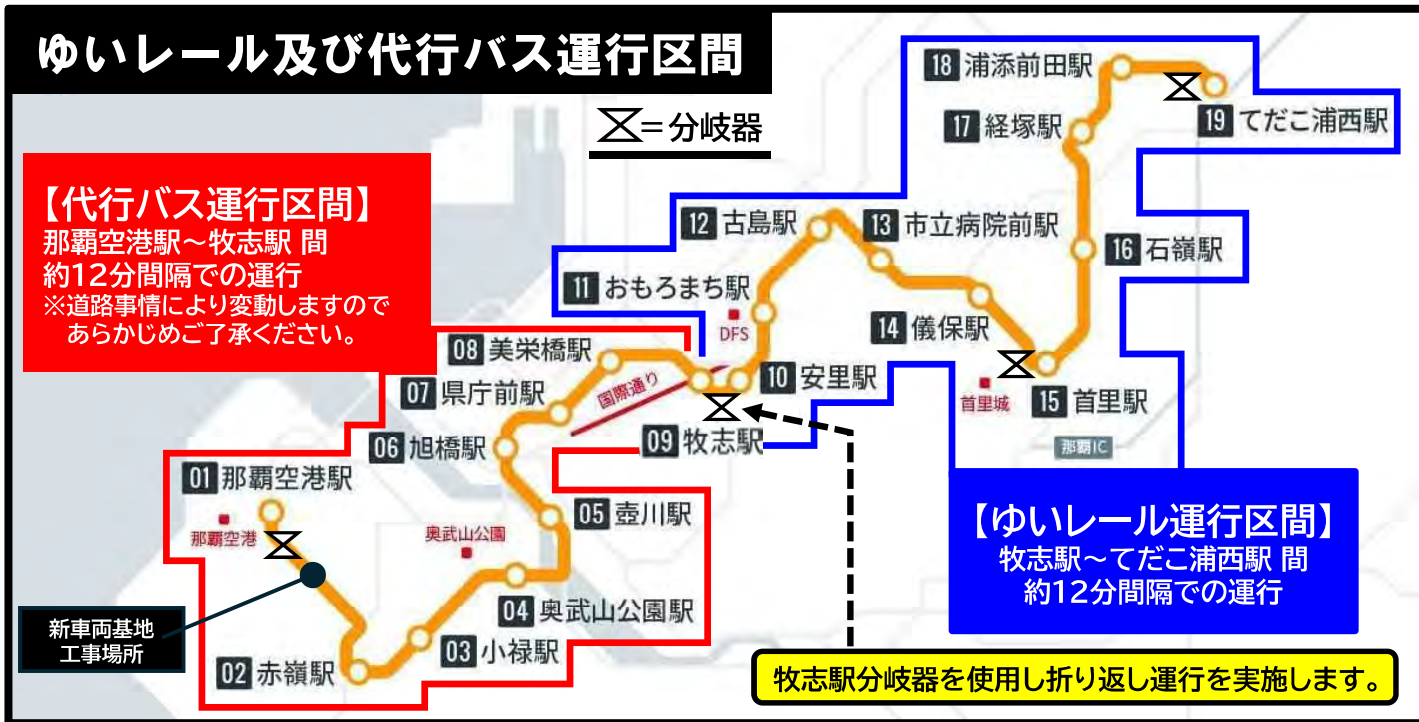 ゆいレール及び代行バス運行区間
=分岐器
【代行バス運行区間】
那覇空港駅~牧志駅 間
約12分間隔での運行
※道路事情により変動しますので
あらかじめご了承ください。
18 浦添前田駅
19 てだこ浦西駅
17 経塚駅
12 古島駅
13 市立病院前駅
16 石嶺駅
11 おもろまち駅
DFS
14 儀保駅
08 美栄橋駅
10 安里駅
07 県庁前駅
国際通り
首里城
15 首里駅
06 旭橋駅
09 牧志駅
那覇IC
01 那覇空港駅
那覇空港
奥武山公園
05 壺川駅
04 奥武山公園駅
03 小禄駅
02 赤嶺駅
新車両基地
工事場所
【ゆいレール運行区間】
牧志駅~てだこ浦西駅 間
約12分間隔での運行
牧志駅分岐器を使用し折り返し運行を実施します。